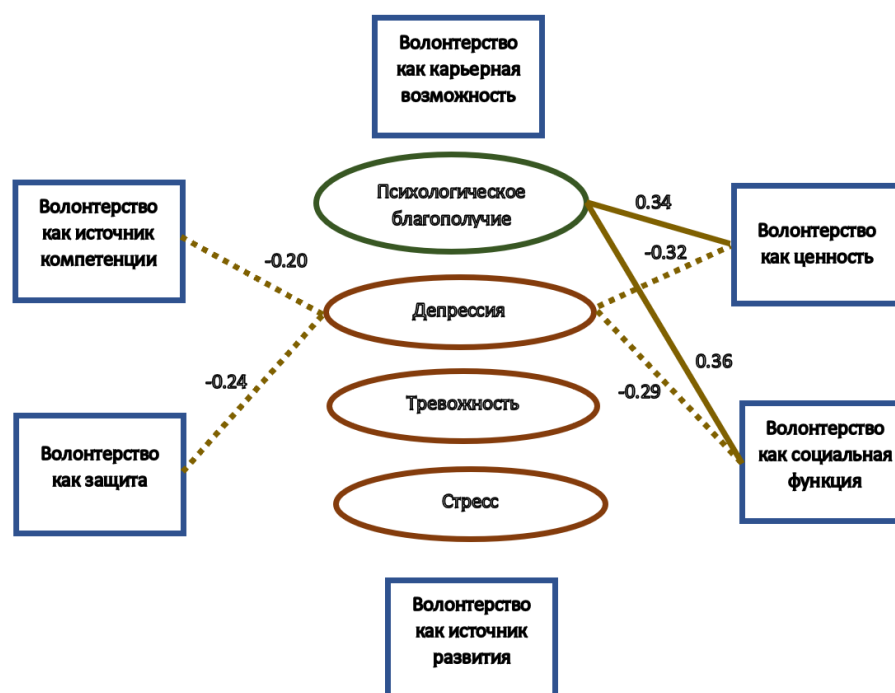 Волонтерство
как карьерная
возможность
Психологическое
благополучие
Волонтерство
как источник
компетенции
0.34
Волонтерство
как ценность
-0.20
-0.32
Депрессия
-0.24
0.36
-0.29
Тревожность
Волонтерство
как защита
Волонтерство
как социальная
функция
Стресс
Волонтерство
как источник
развития